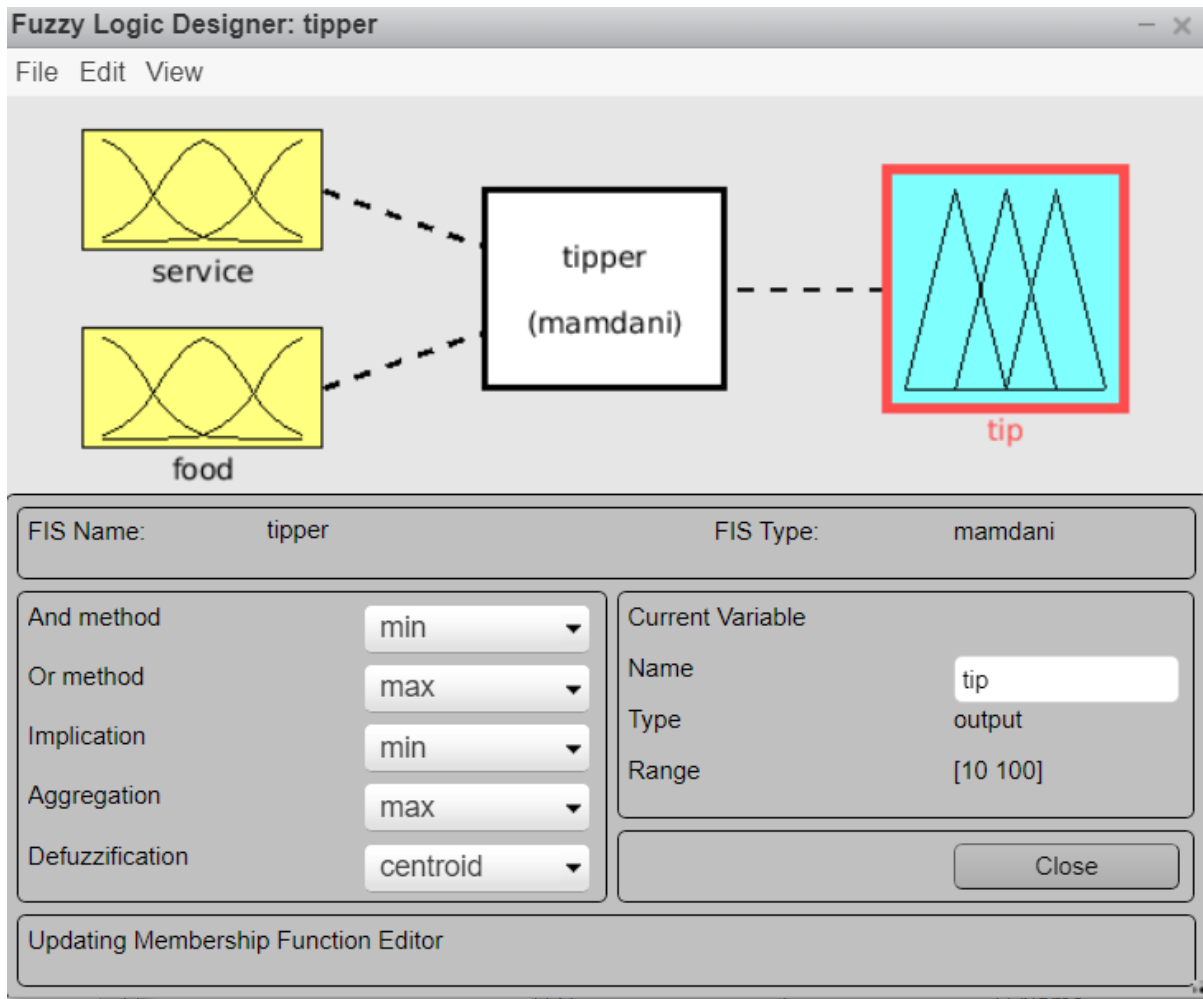 Fuzzy Logic Designer: tipper
File Edit View
service
food
tipper
(mamdani)
tip
FIS Name: tipper FIS Type: mamdani
And method min
Or method max
Implication min
Aggregation max
Defuzzification centroid
Current Variable
Name tip
Type output
Range [10 100]
Close
Updating Membership Function Editor